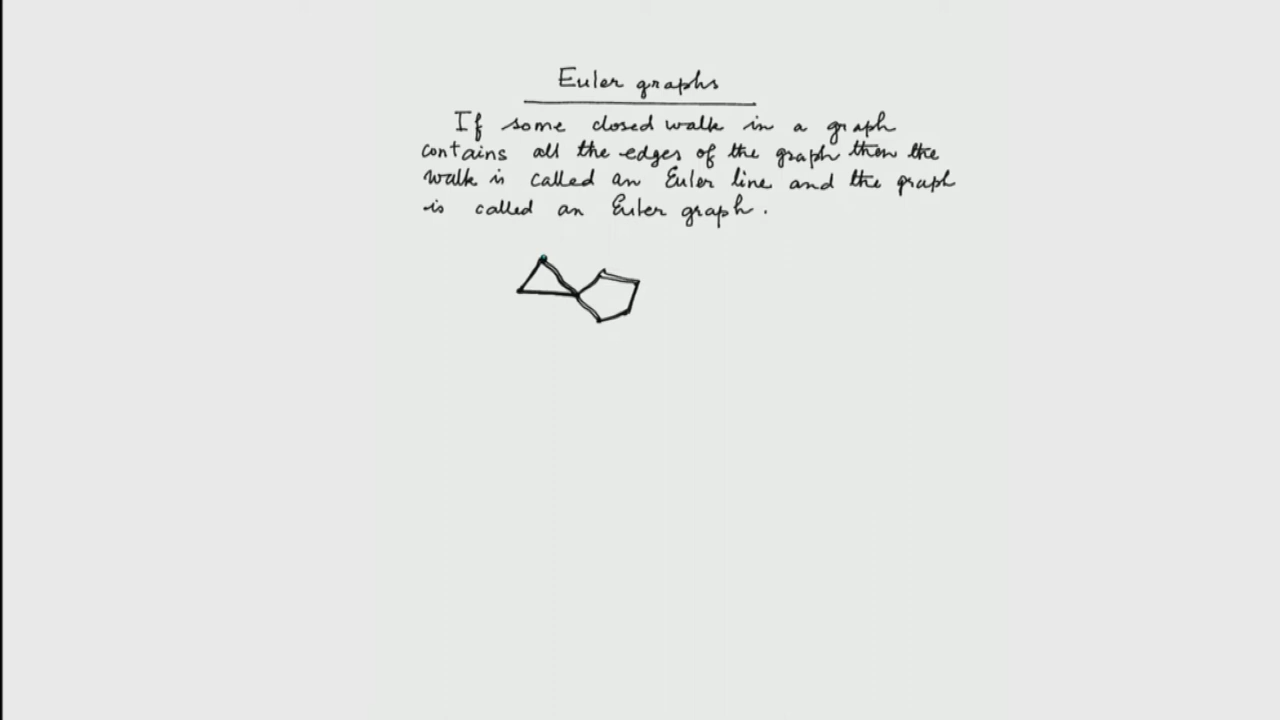 Euler graphs
If some closed walk in a graph
contains all the edges of the graph then the
walk is called an Euler line and the graph
is called an Euler graph.